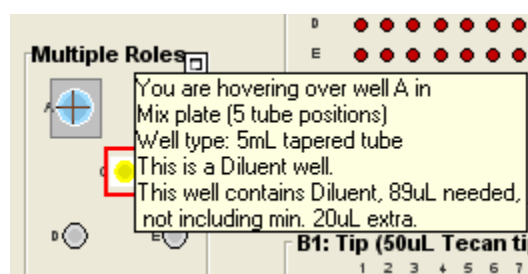 D
E
Multiple Roles
A
You are hovering over well A in
Mix plate (5 tube positions)
Well type: 5mL tapered tube
This is a Diluent well.
This well contains Diluent, 89uL needed,
not including min. 20uL extra.
D
E
B1: Tip (50uL Tecan ti
1 2 3 4 5 6 7